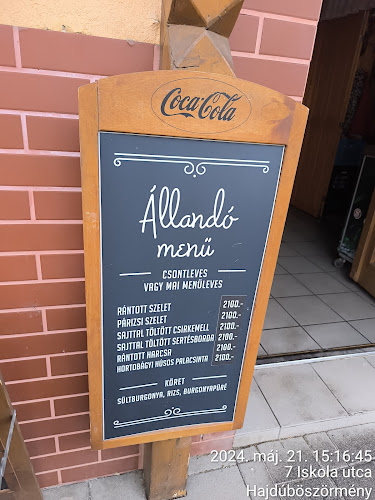 Coca-Cola
Állandó
menü
CSONTLEVES
VAGY MAI MENÜLEVES
RÁNTOTT SZELET 2100.-
PÁRIZSI SZELET 2100.-
SAJTTAL TÖLTÖTT CSIRKEMELL 2100.-
SAJTTAL TÖLTÖTT SERTÉSBORDA 2100.-
RÁNTOTT HARCSA 2100.-
HORTOBÁGYI HÚSOS PALACSINTA 2100.-
KÖRET
SÜLTBURGONYA, RIZS, BURGONYAPÜRÉ
2024. máj. 21. 15:16:45
7 Iskola utca
Hajdúböszörmény